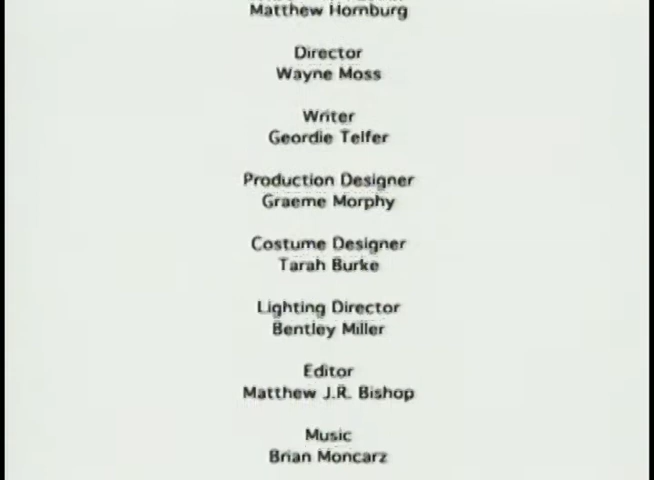 Matthew Hornburg
Director
Wayne Moss
Writer
Geordie Telfer
Production Designer
Graeme Morphy
Costume Designer
Tarah Burke
Lighting Director
Bentley Miller
Editor
Matthew J.R. Bishop
Music
Brian Moncarz